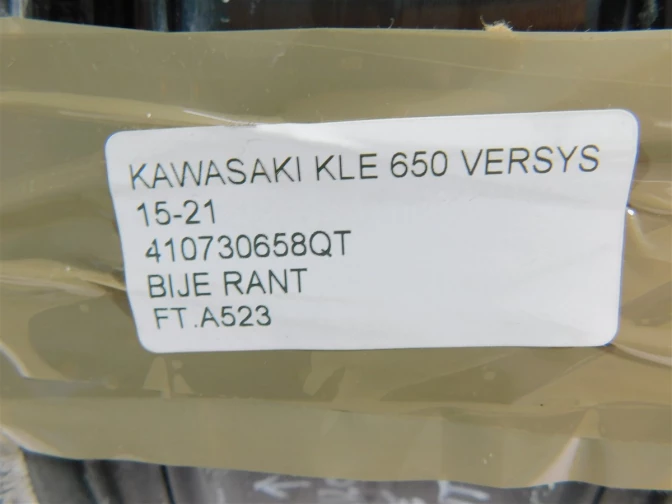 KAWASAKI KLE 650 VERSYS
15-21
410730658QT
BIJE RANT
FT.A523